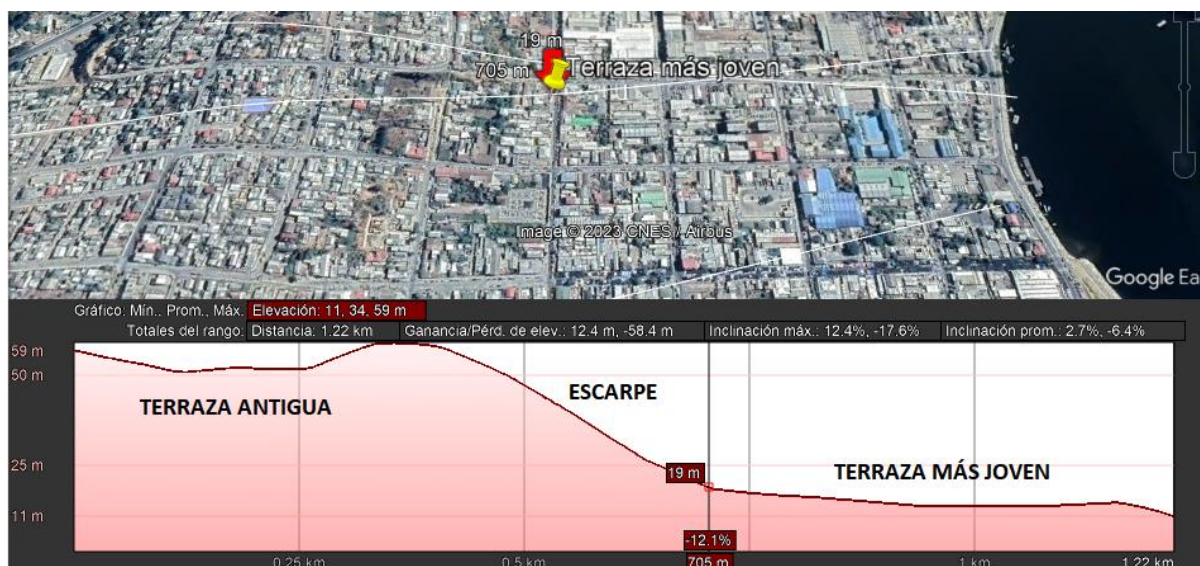 19 m
705 m
Terraza más joven
Image © 2023 CNES / Airbus
Google Ea
Gráfico: Mín.. Prom., Máx. Elevación: 11, 34, 59 m
Totales del rango: Distancia: 1.22 km Ganancia/Pérd. de elev.: 12.4 m, -58.4 m Inclinación máx.: 12.4%, -17.6% Inclinación prom.: 2.7%, -6.4%
59 m
50 m
ESCARPE
TERRAZA ANTIGUA
25 m
19 m
TERRAZA MÁS JOVEN
11 m
-12.1%
0.25 km 0.5 km 705 m 1 km 1.22 km